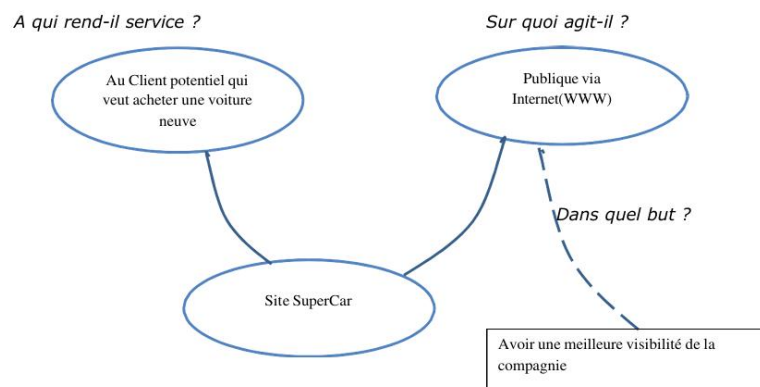 A qui rend-il service ?
Sur quoi agit-il ?
Au Client potentiel qui
veut acheter une voiture
neuve
Publique via
Internet(WWW)
Dans quel but ?
Site SuperCar
Avoir une meilleure visibilité de la
compagnie